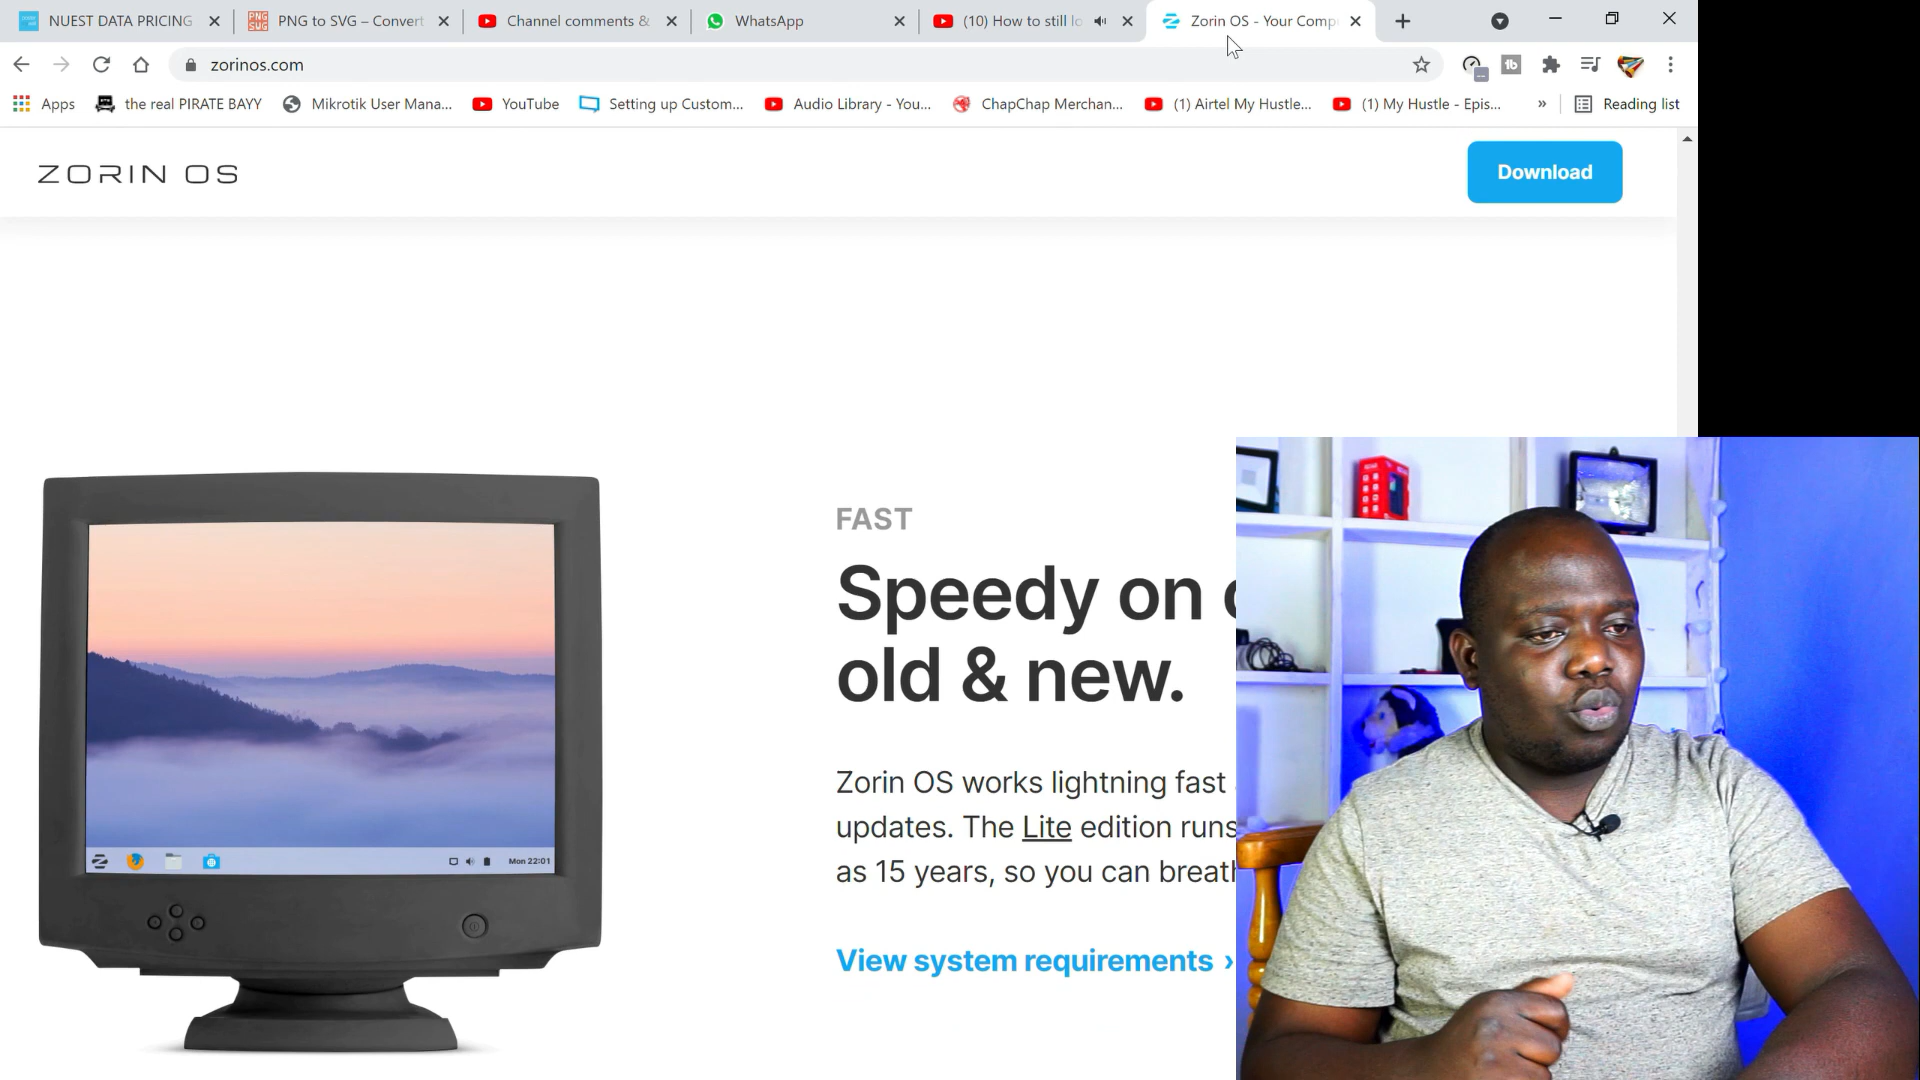 NUEST DATA PRICING
PNG to SVG – Convert
Channel comments &
WhatsApp
(10) How to still lo
Zorin OS - Your Comp
zorinos.com
Apps
the real PIRATE BAYY
Mikrotik User Mana...
YouTube
Setting up Custom...
Audio Library - You...
ChapChap Merchan...
(1) Airtel My Hustle...
(1) My Hustle - Epis...
»
Reading list
ZORIN OS
Download
FAST
Speedy on
old & new.
Zorin OS works lightning fast
updates. The Lite edition runs
as 15 years, so you can breath
View system requirements ›
Mon 22:01